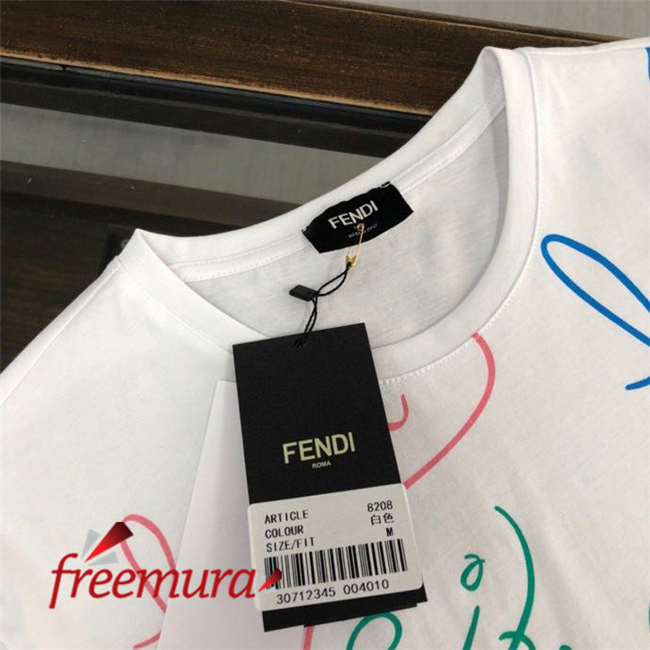 FENDI
FENDI
ROMA
ARTICLE 8208
COLOUR 白色
SIZE/FIT M
30712345 004010
freemura